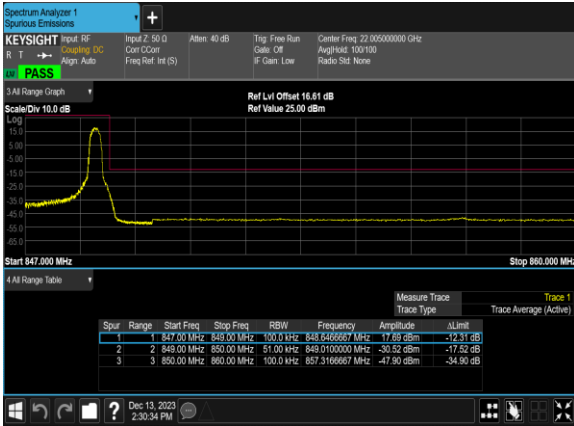 Spectrum Analyzer 1
Spurious Emissions
+
KEYSIGHT Input: RF
R T Coupling: DC
Align: Auto
LNI PASS
Input Z: 50 Ω
Corr CCorr
Freq Ref: Int (S)
Atten: 40 dB
Trig: Free Run
Gate: Off
IF Gain: Low
Center Freq: 22.005000000 GHz
Avg|Hold: 100/100
Radio Std: None
3 All Range Graph
Scale/Div 10.0 dB
Ref Lvl Offset 16.61 dB
Ref Value 25.00 dBm
Log
15.0
5.00
-5.00
-15.0
-25.0
-35.0
-45.0
-55.0
-65.0
Start 847.000 MHz
Stop 860.000 MHz
4 All Range Table
Measure Trace Trace 1
Trace Type Trace Average (Active)
Spur Range Start Freq Stop Freq RBW Frequency Amplitude ΔLimit
1 1 847.00 MHz 849.00 MHz 100.0 kHz 848.6466667 MHz 17.69 dBm -12.31 dB
2 2 849.00 MHz 850.00 MHz 51.00 kHz 849.0100000 MHz -30.52 dBm -17.52 dB
3 3 850.00 MHz 860.00 MHz 100.0 kHz 857.3166667 MHz -47.90 dBm -34.90 dB
?
Dec 13, 2023
2:30:34 PM